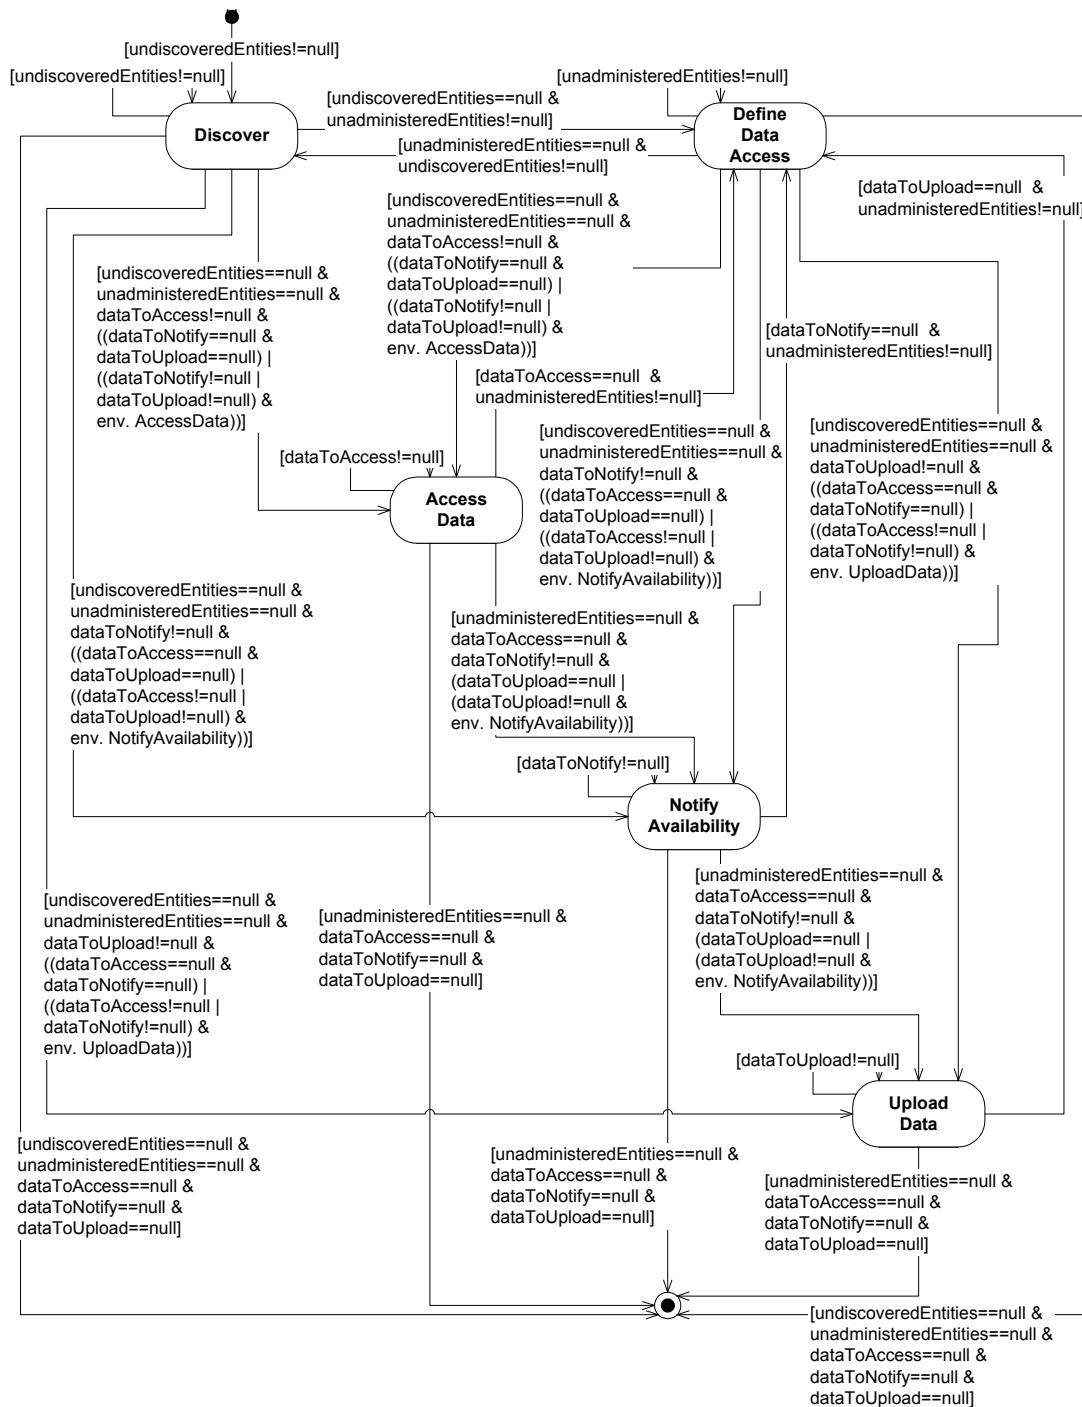 [undiscoveredEntities!=null]
[undiscoveredEntities!=null]
[unadministeredEntities!=null]
Discover
[undiscoveredEntities==null &
unadministeredEntities!=null]
Define
Data
Access
[unadministeredEntities==null &
undiscoveredEntities!=null]
[dataToUpload==null &
unadministeredEntities!=null]
[undiscoveredEntities==null &
unadministeredEntities==null &
dataToAccess!=null &
((dataToNotify==null &
dataToUpload==null) |
((dataToNotify!=null |
dataToUpload!=null) &
env. AccessData))]
[undiscoveredEntities==null &
unadministeredEntities==null &
dataToAccess!=null &
((dataToNotify==null &
dataToUpload==null) |
((dataToNotify!=null |
dataToUpload!=null) &
env. AccessData))]
[dataToNotify==null &
unadministeredEntities!=null]
[dataToAccess==null &
unadministeredEntities!=null]
[dataToAccess!=null]
Access
Data
[undiscoveredEntities==null &
unadministeredEntities==null &
dataToNotify!=null &
((dataToAccess==null &
dataToUpload==null) |
((dataToAccess!=null |
dataToUpload!=null) &
env. NotifyAvailability))]
[undiscoveredEntities==null &
unadministeredEntities==null &
dataToUpload!=null &
((dataToAccess==null &
dataToNotify==null) |
((dataToAccess!=null |
dataToNotify!=null) &
env. UploadData))]
[undiscoveredEntities==null &
unadministeredEntities==null &
dataToNotify!=null &
((dataToAccess==null &
dataToUpload==null) |
((dataToAccess!=null |
dataToUpload!=null) &
env. NotifyAvailability))]
[unadministeredEntities==null &
dataToAccess==null &
dataToNotify!=null &
(dataToUpload==null |
(dataToUpload!=null &
env. NotifyAvailability))]
[dataToNotify!=null]
Notify
Availability
[undiscoveredEntities==null &
unadministeredEntities==null &
dataToUpload!=null &
((dataToAccess==null &
dataToNotify==null) |
((dataToAccess!=null |
dataToNotify!=null) &
env. UploadData))]
[unadministeredEntities==null &
dataToAccess==null &
dataToNotify==null &
dataToUpload==null]
[unadministeredEntities==null &
dataToAccess==null &
dataToNotify!=null &
(dataToUpload==null |
(dataToUpload!=null &
env. NotifyAvailability))]
[dataToUpload!=null]
Upload
Data
[undiscoveredEntities==null &
unadministeredEntities==null &
dataToAccess==null &
dataToNotify==null &
dataToUpload==null]
[unadministeredEntities==null &
dataToAccess==null &
dataToNotify==null &
dataToUpload==null]
[unadministeredEntities==null &
dataToAccess==null &
dataToNotify==null &
dataToUpload==null]
[undiscoveredEntities==null &
unadministeredEntities==null &
dataToAccess==null &
dataToNotify==null &
dataToUpload==null]